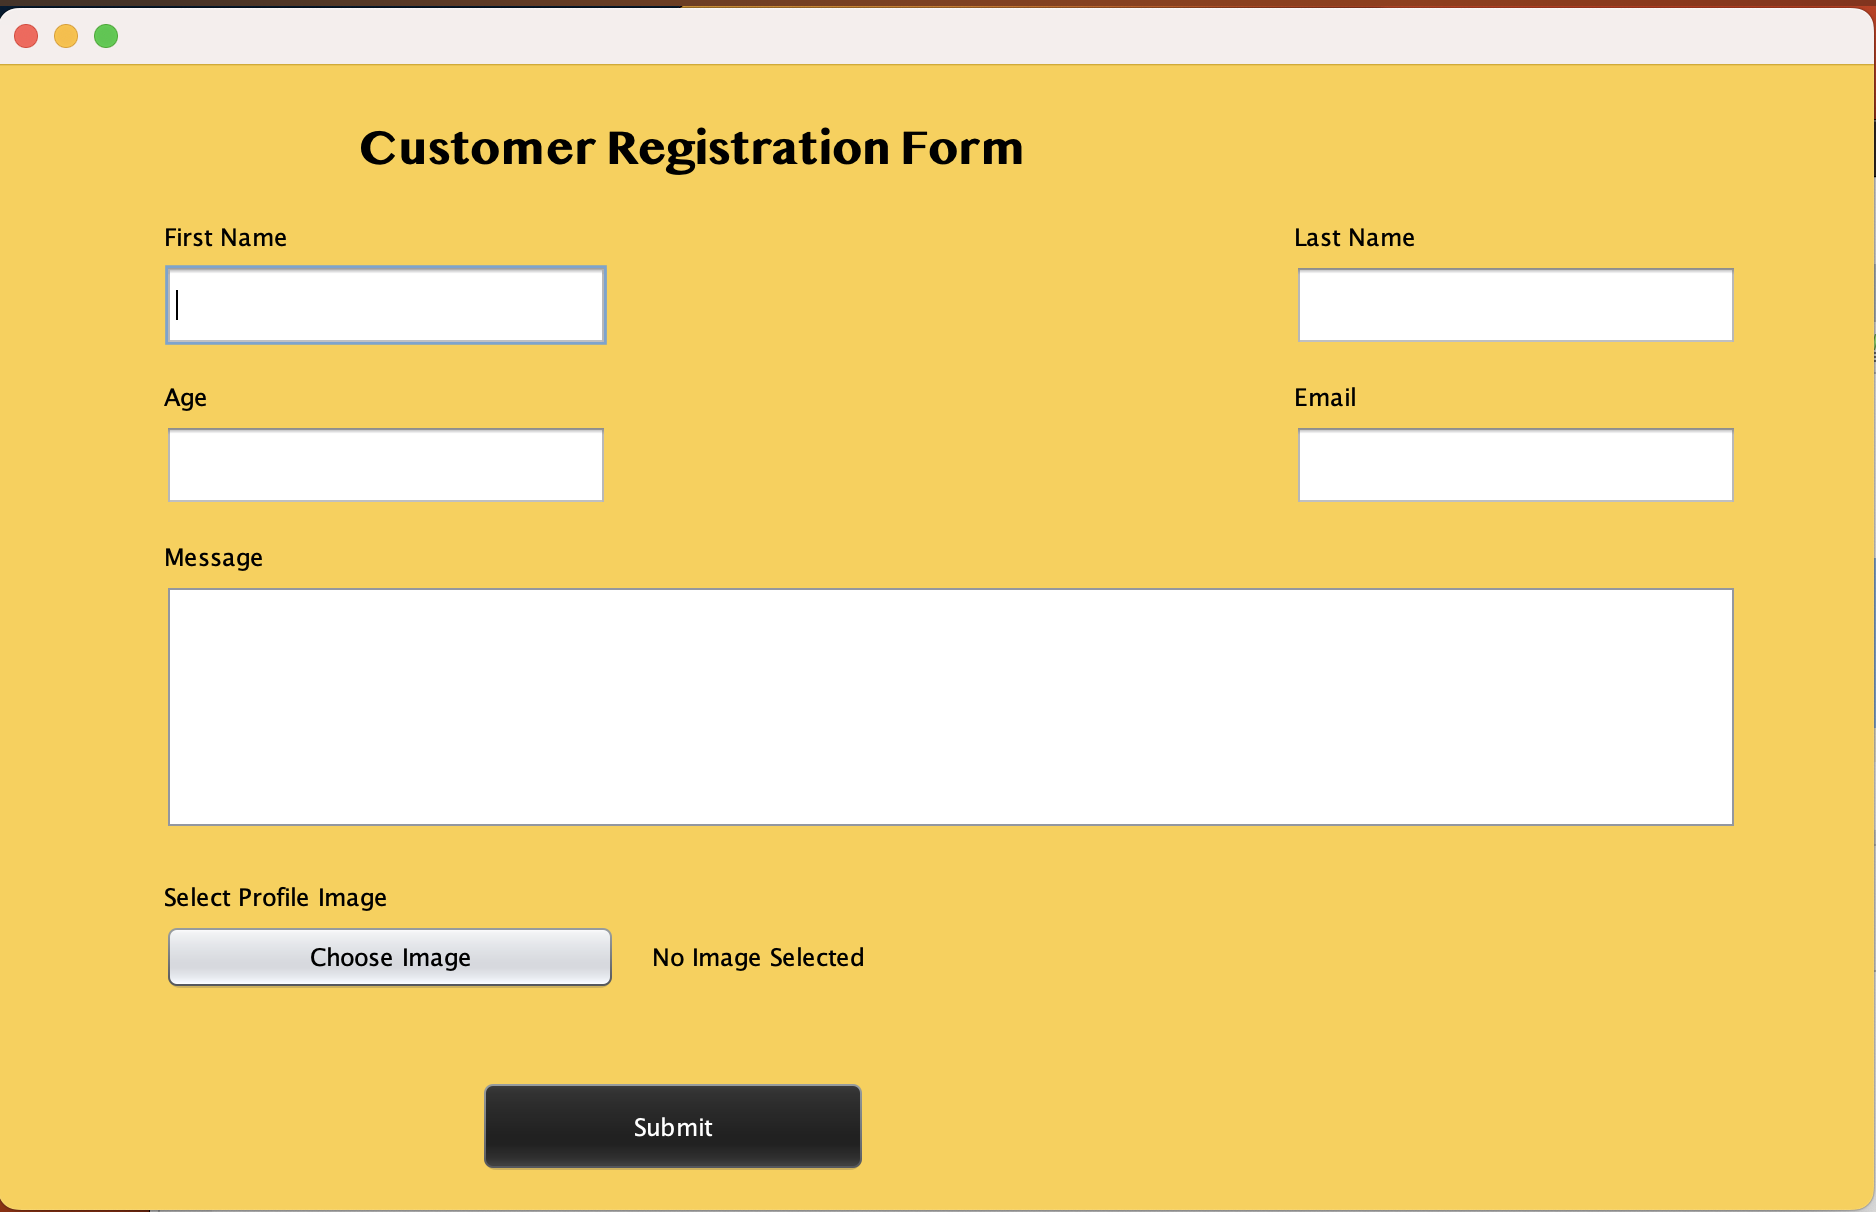 Customer Registration Form
First Name
Last Name
Age
Email
Message
Select Profile Image
Choose Image
No Image Selected
Submit